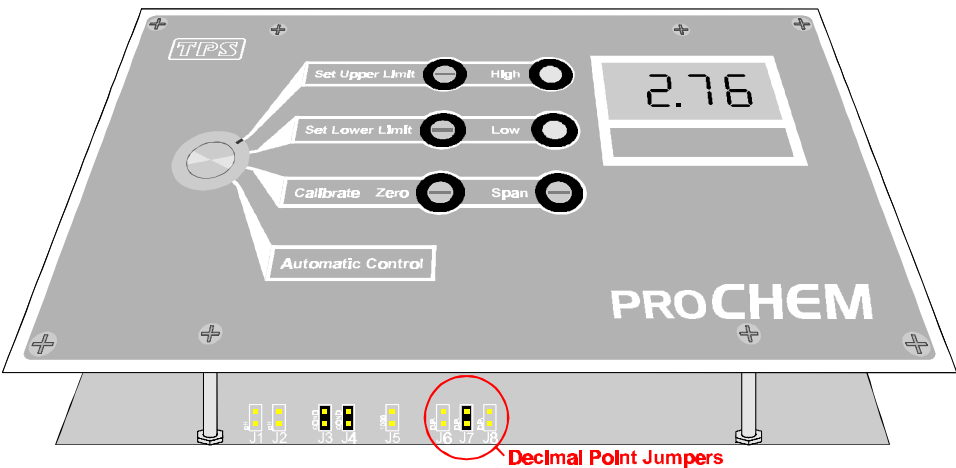 TPS
Set Upper Limit High
2.76
Set Lower Limit Low
Calibrate Zero Span
Automatic Control
PROCHEM
J1 J2 J3 J4 J5 J6 J7 J8
Decimal Point Jumpers